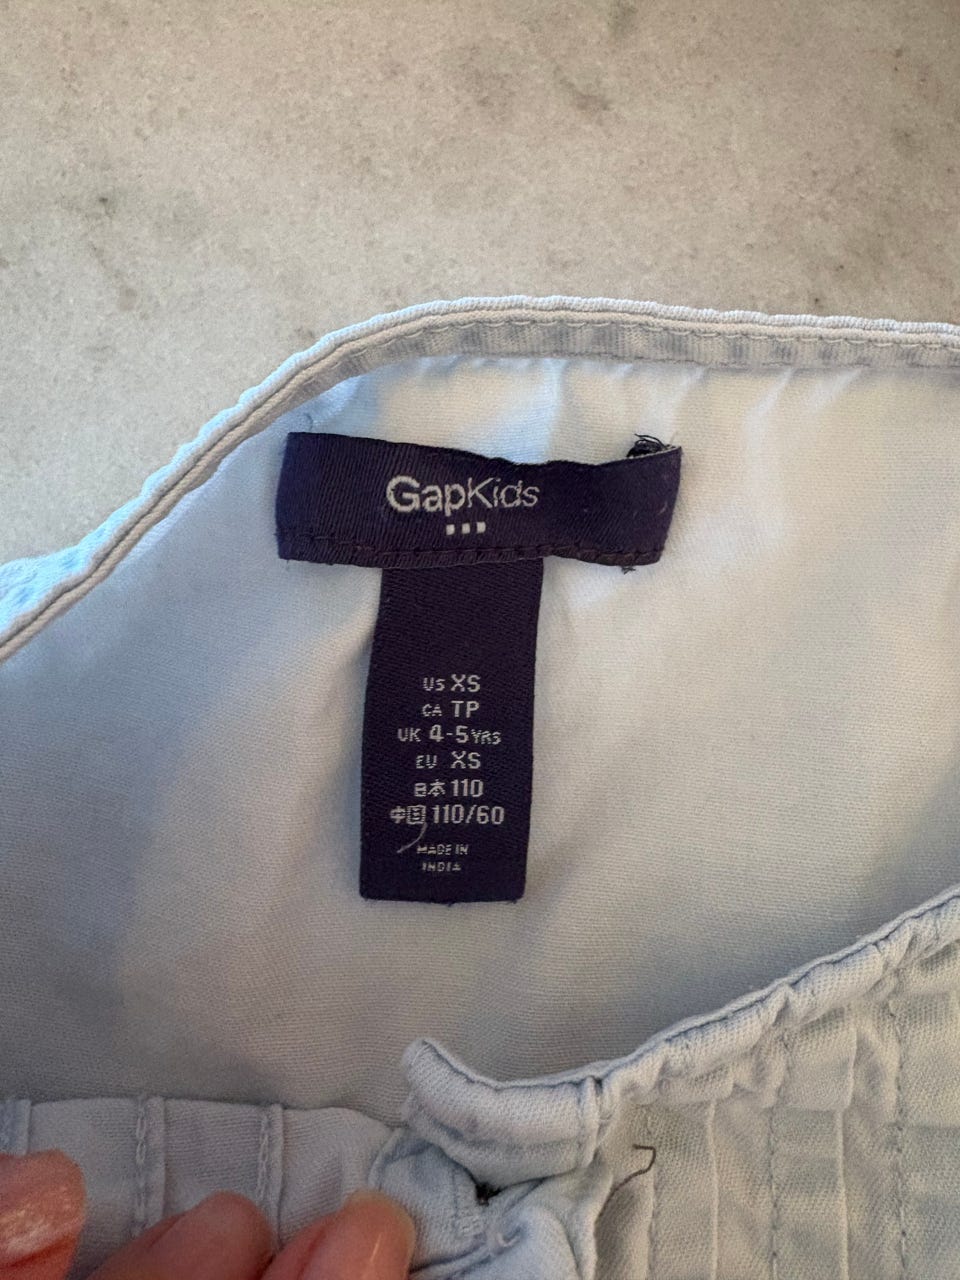 GapKids
US XS
CA TP
UK 4-5 YRS
EU XS
日本 110
中国 110/60
MADE IN
INDIA